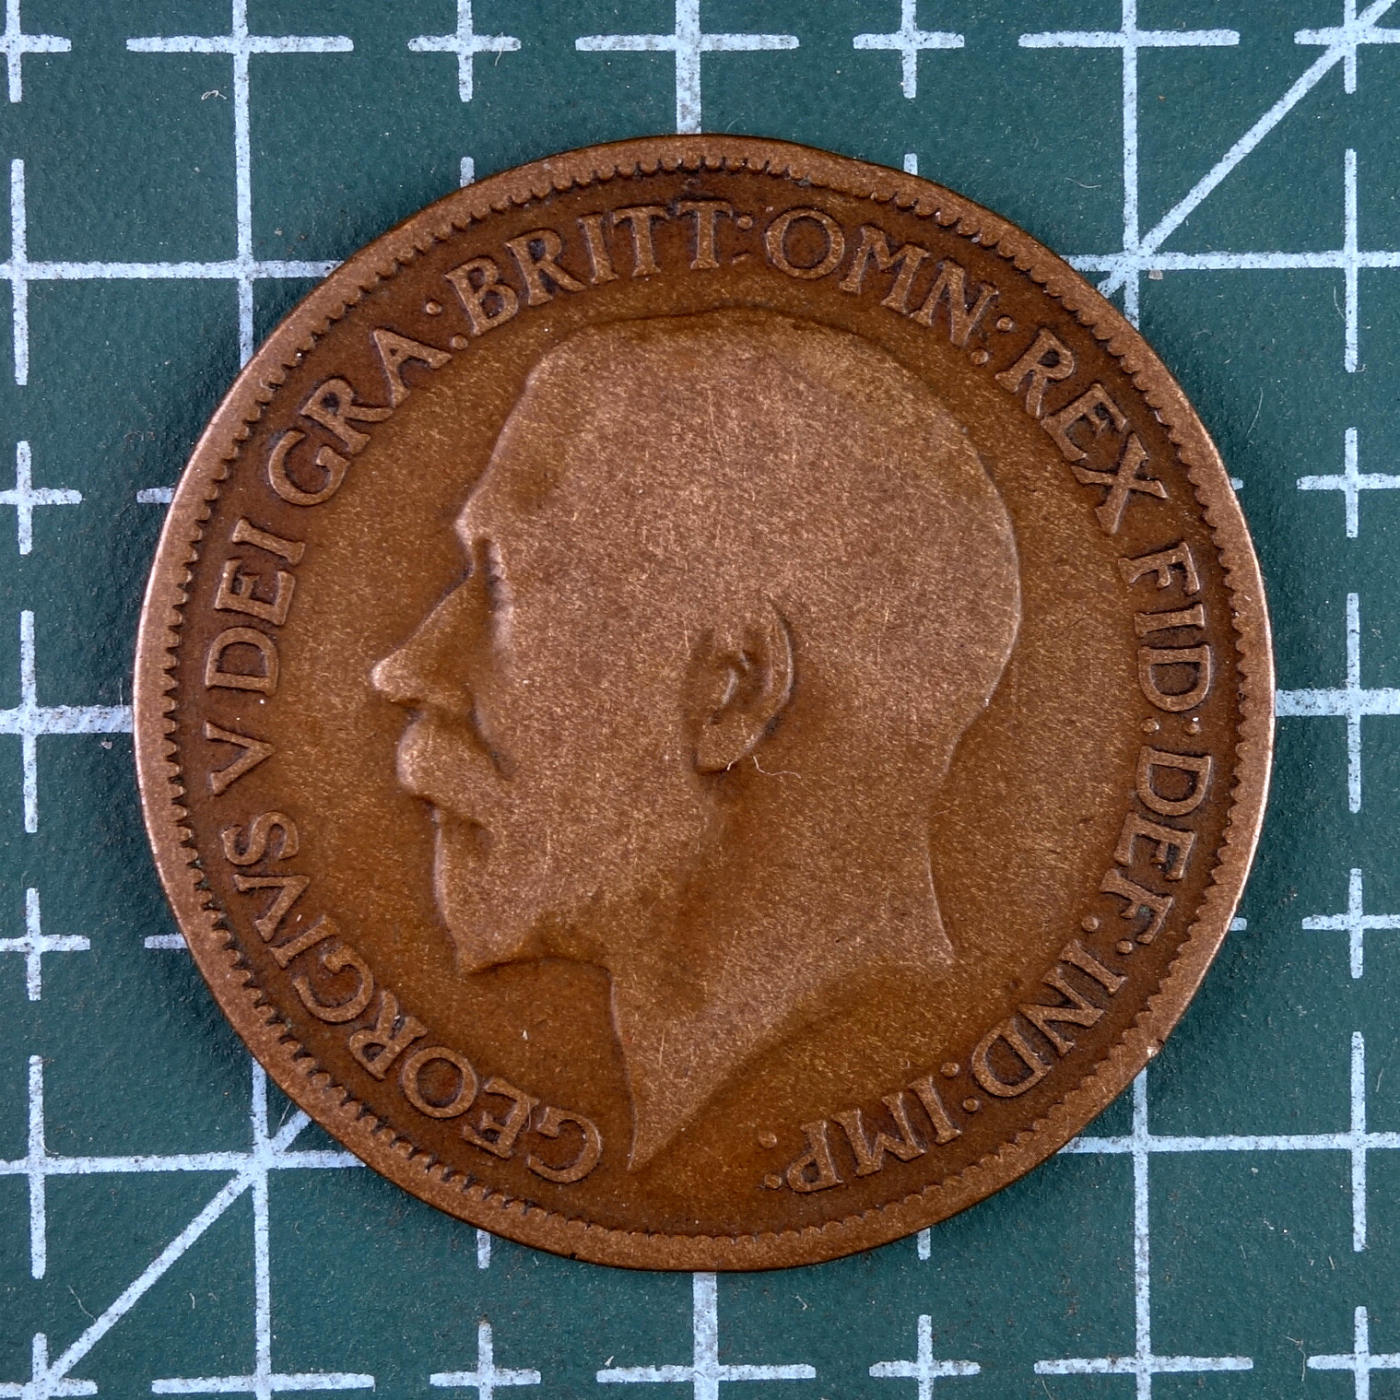 GEORGIVS V DEI GRA: BRITT: OMN: REX FID: DEF: IND: IMP: